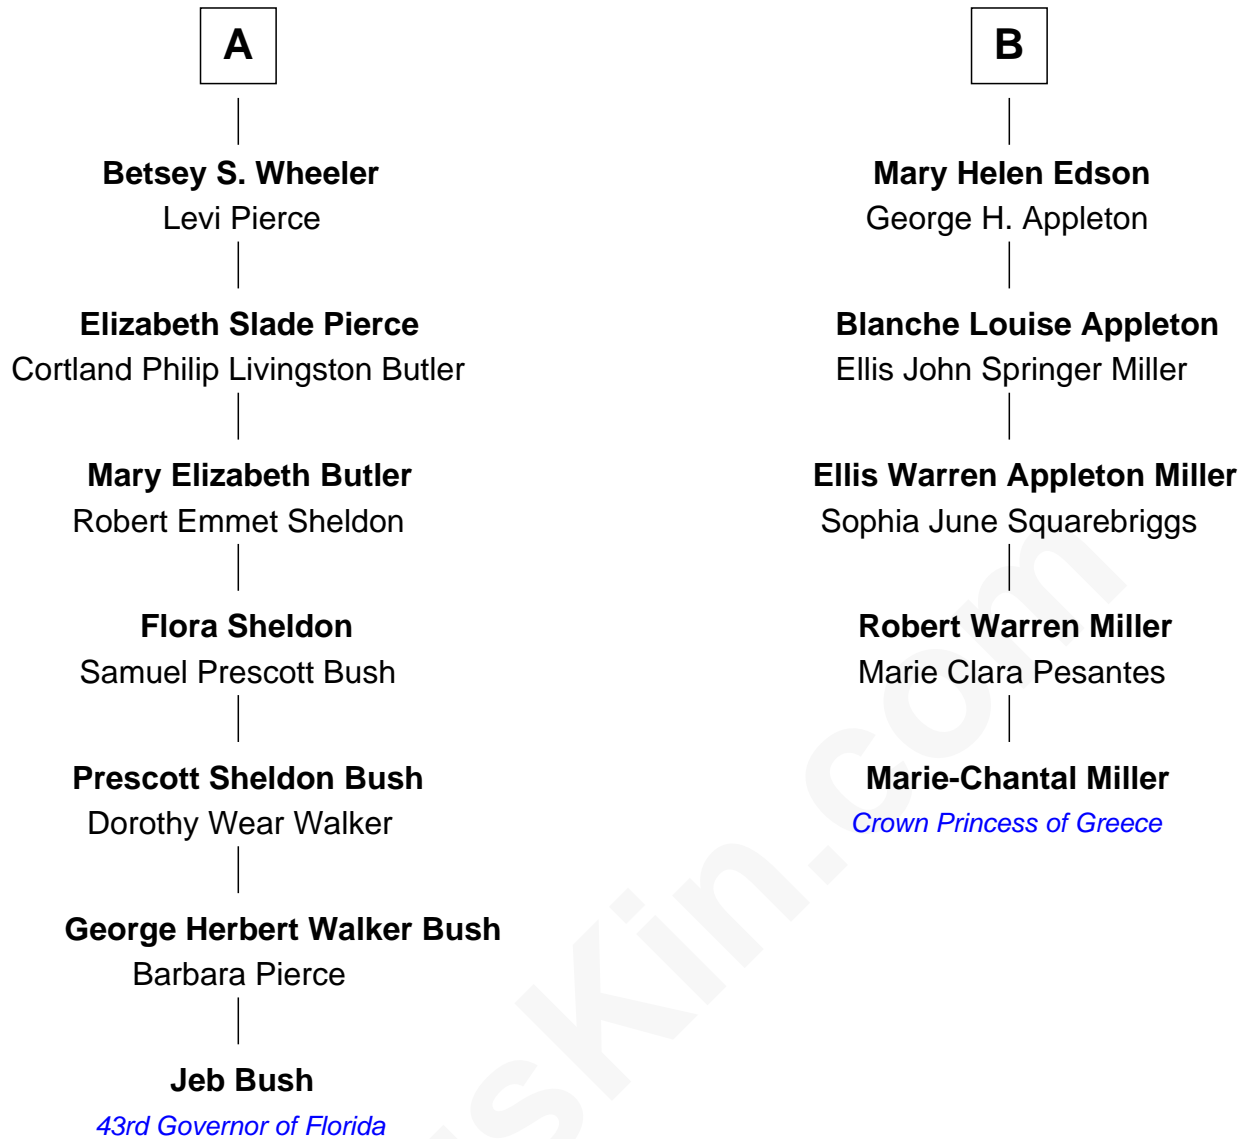 A
Betsey S. Wheeler
Levi Pierce
Elizabeth Slade Pierce
Cortland Philip Livingston Butler
Mary Elizabeth Butler
Robert Emmet Sheldon
Flora Sheldon
Samuel Prescott Bush
Prescott Sheldon Bush
Dorothy Wear Walker
George Herbert Walker Bush
Barbara Pierce
Jeb Bush
43rd Governor of Florida
B
Mary Helen Edson
George H. Appleton
Blanche Louise Appleton
Ellis John Springer Miller
Ellis Warren Appleton Miller
Sophia June Squarebriggs
Robert Warren Miller
Marie Clara Pesantes
Marie-Chantal Miller
Crown Princess of Greece
isKin.com